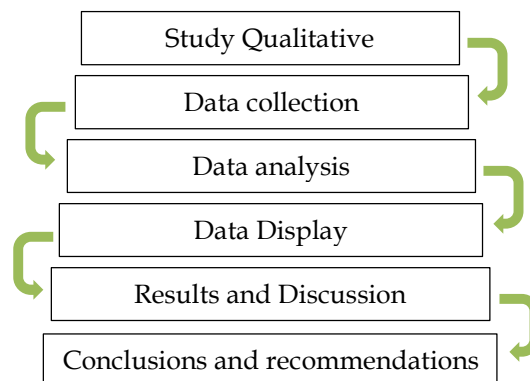 Study Qualitative
Data collection
Data analysis
Data Display
Results and Discussion
Conclusions and recommendations